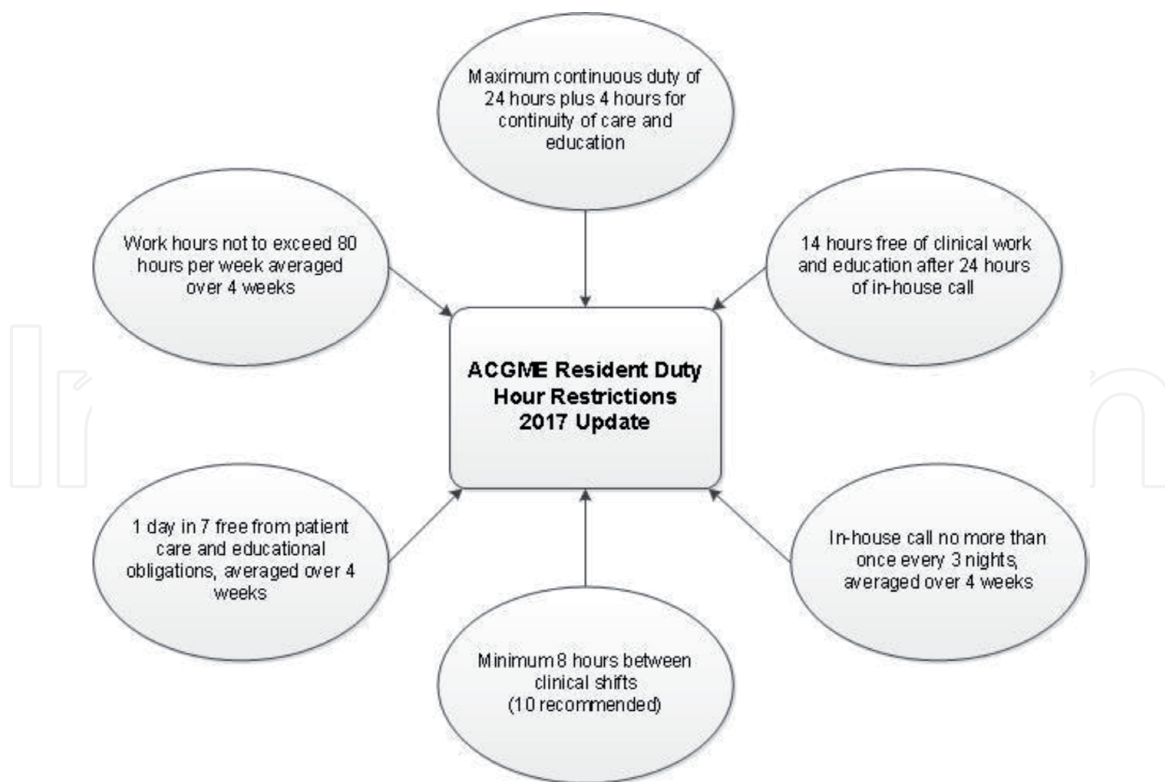 Maximum continuous duty of
24 hours plus 4 hours for
continuity of care and
education
Work hours not to exceed 80
hours per week averaged
over 4 weeks
14 hours free of clinical work
and education after 24 hours
of in-house call
ACGME Resident Duty
Hour Restrictions
2017 Update
1 day in 7 free from patient
care and educational
obligations, averaged over 4
weeks
In-house call no more than
once every 3 nights,
averaged over 4 weeks
Minimum 8 hours between
clinical shifts
(10 recommended)